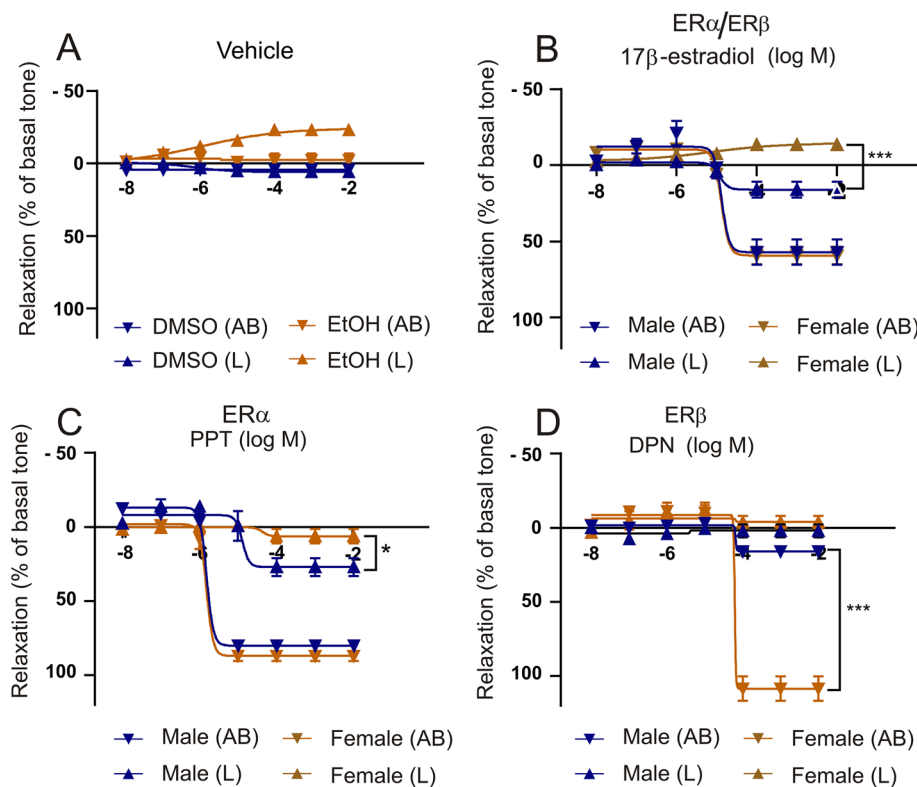 A
Vehicle
Relaxation (% of basal tone)
- 50
0
50
100
-8
-6
-4
-2
DMSO (AB)
EtOH (AB)
DMSO (L)
EtOH (L)
B
ERα/ERβ
17β-estradiol (log M)
Relaxation (% of basal tone)
- 50
0
50
100
-8
-6
-4
***
Male (AB)
Female (AB)
Male (L)
Female (L)
C
ERα
PPT (log M)
Relaxation (% of basal tone)
- 50
0
50
100
-8
-6
-4
-2
*
Male (AB)
Female (AB)
Male (L)
Female (L)
D
ERβ
DPN (log M)
Relaxation (% of basal tone)
- 50
0
50
100
-8
-6
-4
-2
***
Male (AB)
Female (AB)
Male (L)
Female (L)